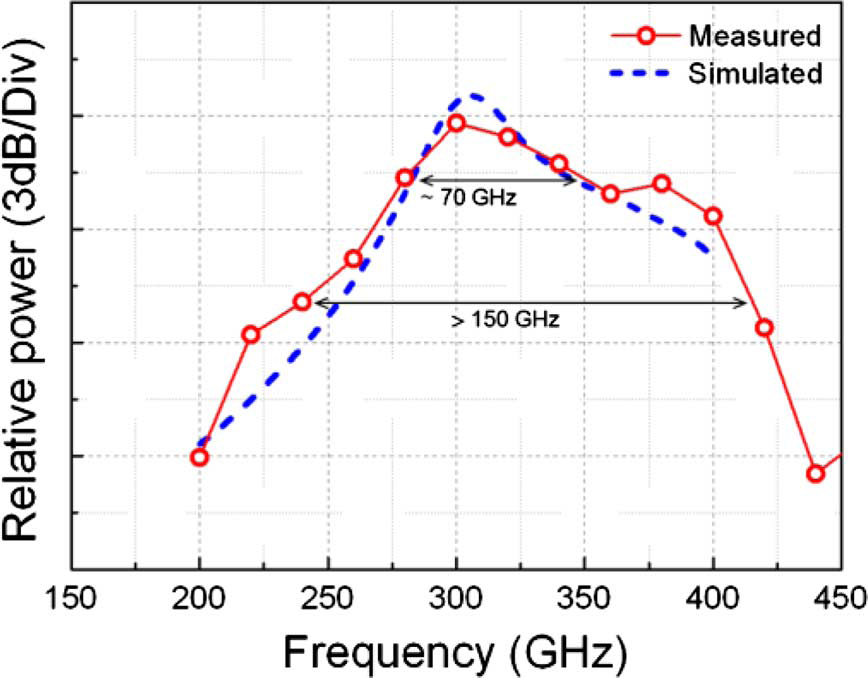 Measured
Simulated
Relative power (3dB/Div)
~ 70 GHz
> 150 GHz
150 200 250 300 350 400 450
Frequency (GHz)